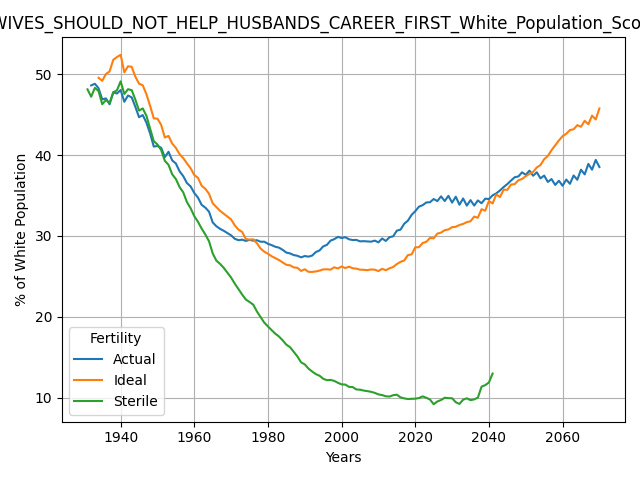 WIVES_SHOULD_NOT_HELP_HUSBANDS_CAREER_FIRST_White_Population_Sco
% of White Population
50
40
30
20
10
Fertility
Actual
Ideal
Sterile
1940 1960 1980 2000 2020 2040 2060
Years